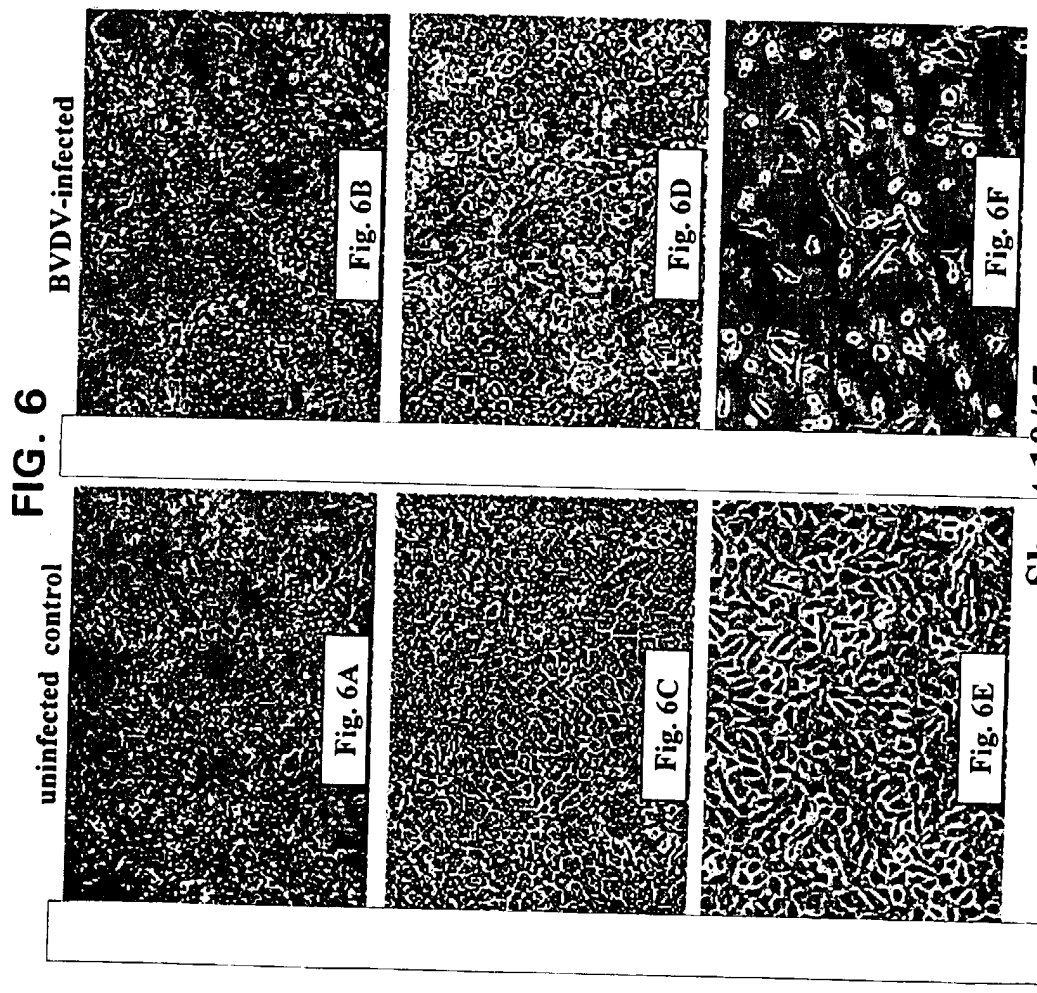 FIG. 6
uninfected control
BVDV-infected
Fig. 6A
Fig. 6B
Fig. 6C
Fig. 6D
Fig. 6E
Fig. 6F